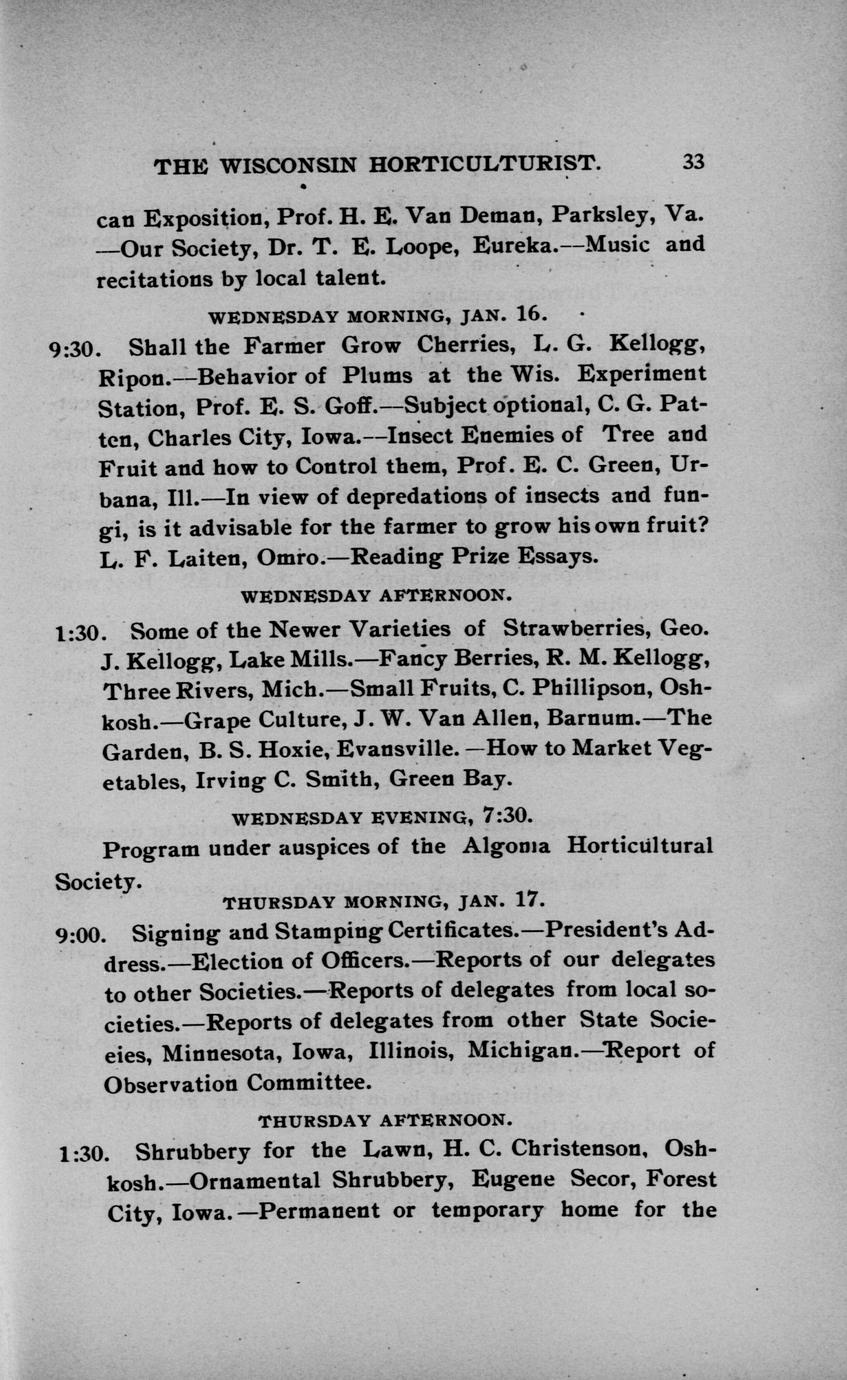 THE WISCONSIN HORTICULTURIST. 33
can Exposition, Prof. H. E. Van Deman, Parksley, Va.
—Our Society, Dr. T. E. Loope, Eureka.—Music and
recitations by local talent.
WEDNESDAY MORNING, JAN. 16.
9:30. Shall the Farmer Grow Cherries, L. G. Kellogg,
Ripon.—Behavior of Plums at the Wis. Experiment
Station, Prof. E. S. Goff.—Subject optional, C. G. Pat-
ten, Charles City, Iowa.—Insect Enemies of Tree and
Fruit and how to Control them, Prof. E. C. Green, Ur-
bana, Ill.—In view of depredations of insects and fun-
gi, is it advisable for the farmer to grow his own fruit?
L. F. Laiten, Omro.—Reading Prize Essays.
WEDNESDAY AFTERNOON.
1:30. Some of the Newer Varieties of Strawberries, Geo.
J. Kellogg, Lake Mills.—Fancy Berries, R. M. Kellogg,
Three Rivers, Mich.—Small Fruits, C. Phillipson, Osh-
kosh.—Grape Culture, J. W. Van Allen, Barnum.—The
Garden, B. S. Hoxie, Evansville.—How to Market Veg-
etables, Irving C. Smith, Green Bay.
WEDNESDAY EVENING, 7:30.
Program under auspices of the Algoma Horticultural
Society.
THURSDAY MORNING, JAN. 17.
9:00. Signing and Stamping Certificates.—President's Ad-
dress.—Election of Officers.—Reports of our delegates
to other Societies.—Reports of delegates from local so-
cieties.—Reports of delegates from other State Socie-
eies, Minnesota, Iowa, Illinois, Michigan.—Report of
Observation Committee.
THURSDAY AFTERNOON.
1:30. Shrubbery for the Lawn, H. C. Christenson, Osh-
kosh.—Ornamental Shrubbery, Eugene Secor, Forest
City, Iowa.—Permanent or temporary home for the